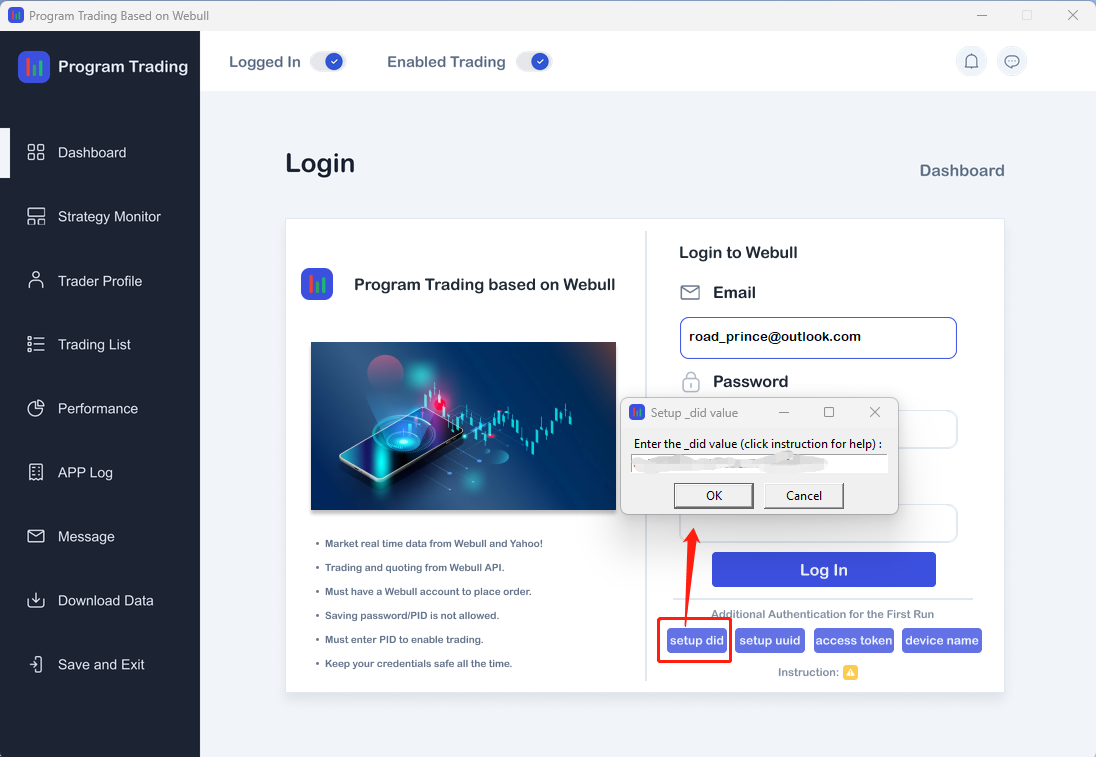 Program Trading Based on Webull
Program Trading
Logged In
Enabled Trading
Dashboard
Strategy Monitor
Trader Profile
Trading List
Performance
APP Log
Message
Download Data
Save and Exit
Login
Dashboard
Program Trading based on Webull
• Market real time data from Webull and Yahoo!
• Trading and quoting from Webull API.
• Must have a Webull account to place order.
• Saving password/PID is not allowed.
• Must enter PID to enable trading.
• Keep your credentials safe all the time.
Login to Webull
Email
road_prince@outlook.com
Password
Setup _did value
Enter the _did value (click instruction for help) :
OK Cancel
Log In
Additional Authentication for the First Run
setup did setup uuid access token device name
Instruction: